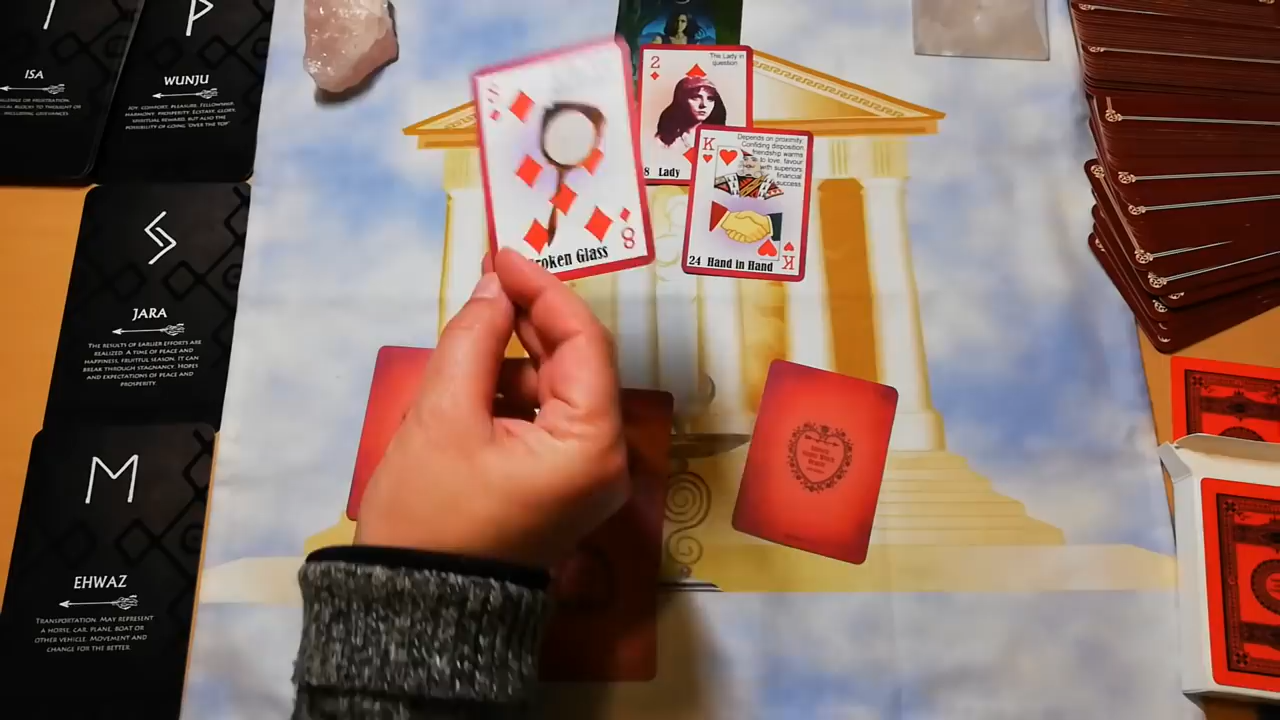 ISA
WUNJU
JOY, COMFORT, PLEASURE, FELLOWSHIP,
HARMONY, PROSPERITY, ECSTASY, GLORY,
SPIRITUAL REWARD, BUT ALSO THE
POSSIBILITY OF GOING 'OVER THE TOP'
JARA
THE RESULTS OF EARLIER EFFORTS ARE
REALIZED. A TIME OF PEACE AND
HAPPINESS, FRUITFUL SEASON. IT CAN
BREAK THROUGH STAGNANCY. HOPES
AND EXPECTATIONS OF PEACE AND
PROSPERITY.
EHWAZ
TRANSPORTATION. MAY REPRESENT
A HORSE, CAR, PLANE, BOAT OR
OTHER VEHICLE. MOVEMENT AND
CHANGE FOR THE BETTER.
8
roken Glass
2
The Lady in
question
8 Lady
K
Depends on proximity:
Confiding disposition
friendship warms
to love, favour
with superiors
financial
success
24 Hand in Hand
K